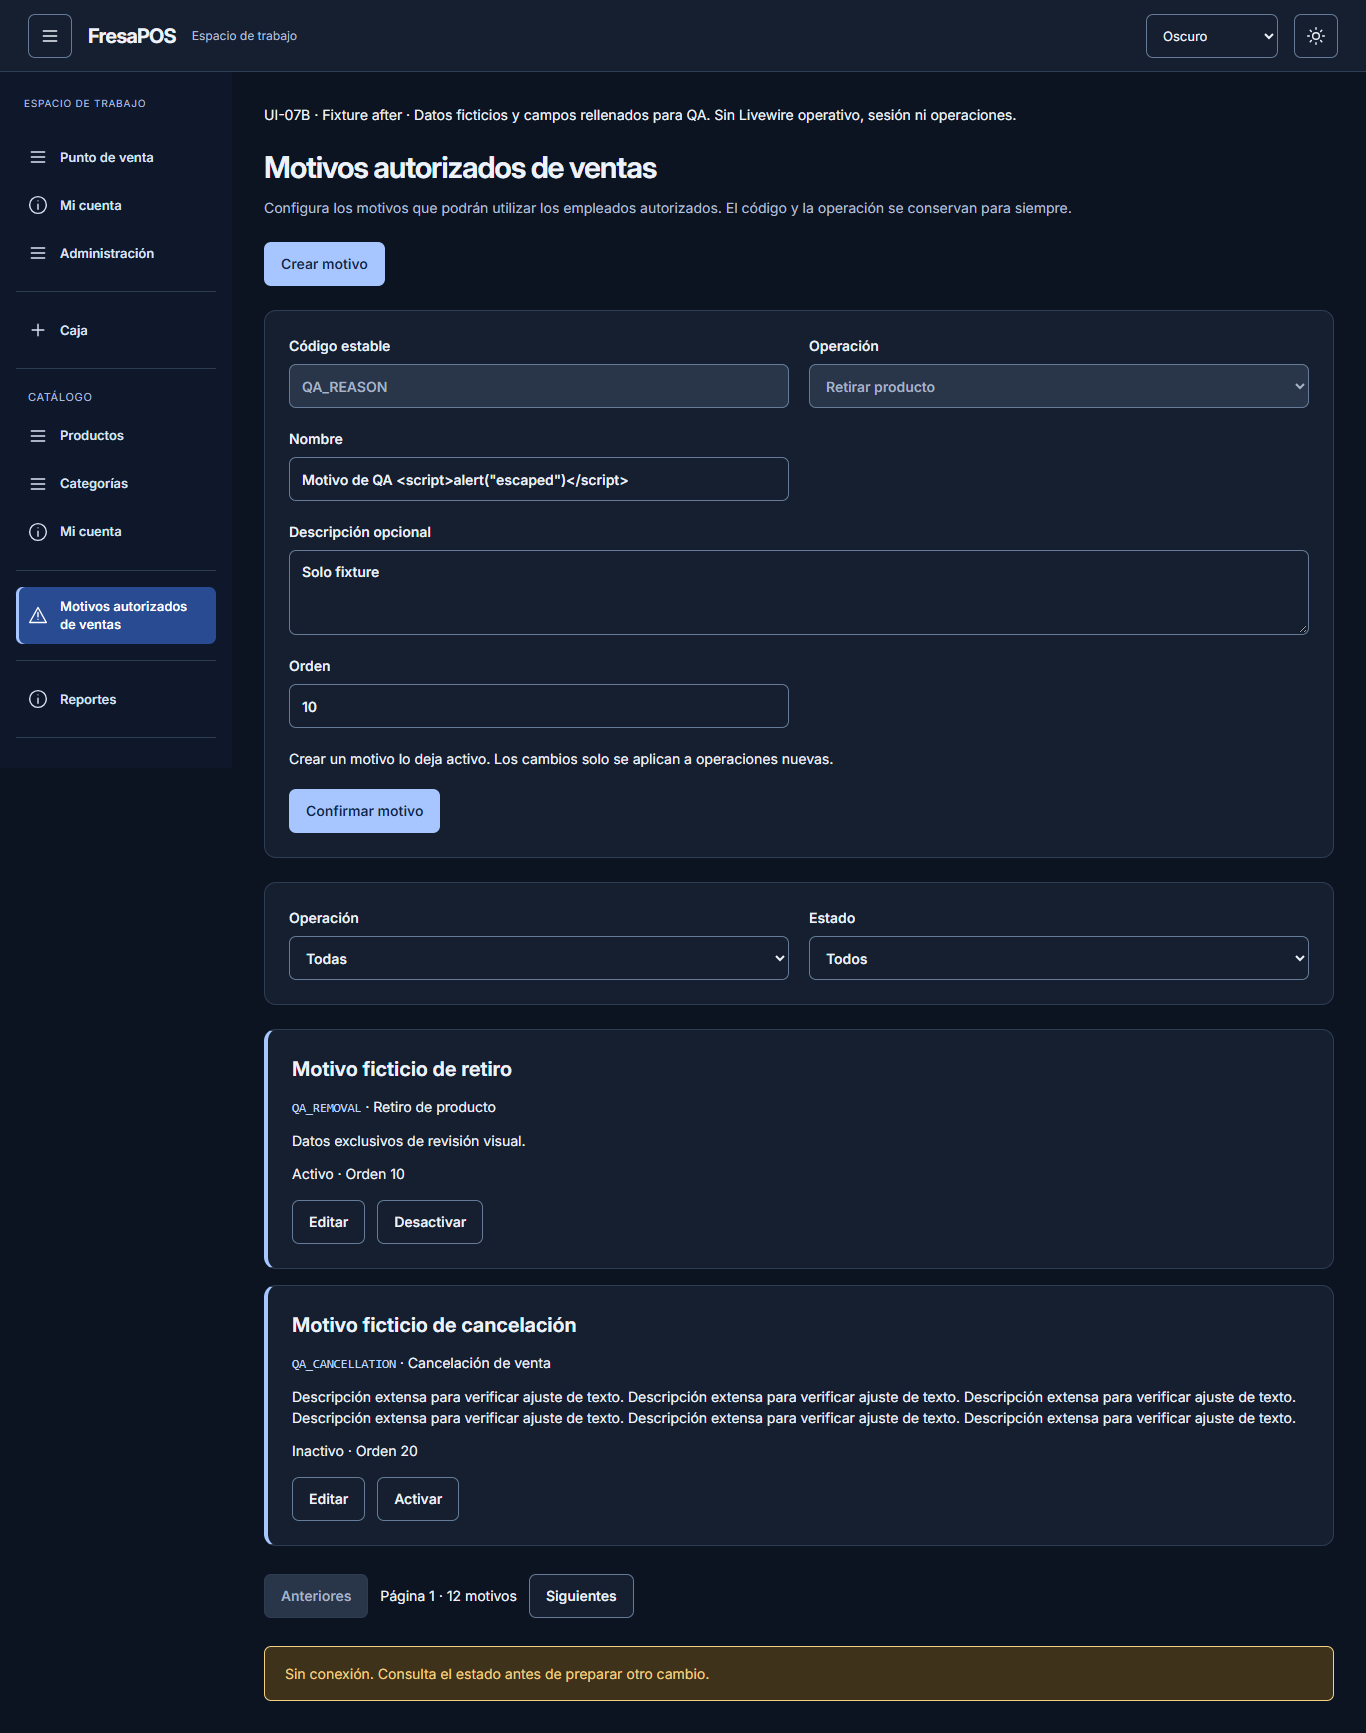 FresaPOS
Espacio de trabajo
Oscuro
ESPACIO DE TRABAJO
Punto de venta
Mi cuenta
Administración
Caja
CATÁLOGO
Productos
Categorías
Mi cuenta
Motivos autorizados
de ventas
Reportes
UI-07B · Fixture after · Datos ficticios y campos rellenados para QA. Sin Livewire operativo, sesión ni operaciones.
Motivos autorizados de ventas
Configura los motivos que podrán utilizar los empleados autorizados. El código y la operación se conservan para siempre.
Crear motivo
Código estable
QA_REASON
Operación
Retirar producto
Nombre
Motivo de QA <script>alert("escaped")</script>
Descripción opcional
Solo fixture
Orden
10
Crear un motivo lo deja activo. Los cambios solo se aplican a operaciones nuevas.
Confirmar motivo
Operación
Todas
Estado
Todos
Motivo ficticio de retiro
QA_REMOVAL · Retiro de producto
Datos exclusivos de revisión visual.
Activo · Orden 10
Editar
Desactivar
Motivo ficticio de cancelación
QA_CANCELLATION · Cancelación de venta
Descripción extensa para verificar ajuste de texto. Descripción extensa para verificar ajuste de texto. Descripción extensa para verificar ajuste de texto.
Descripción extensa para verificar ajuste de texto. Descripción extensa para verificar ajuste de texto. Descripción extensa para verificar ajuste de texto.
Inactivo · Orden 20
Editar
Activar
Anteriores
Página 1 · 12 motivos
Siguientes
Sin conexión. Consulta el estado antes de preparar otro cambio.